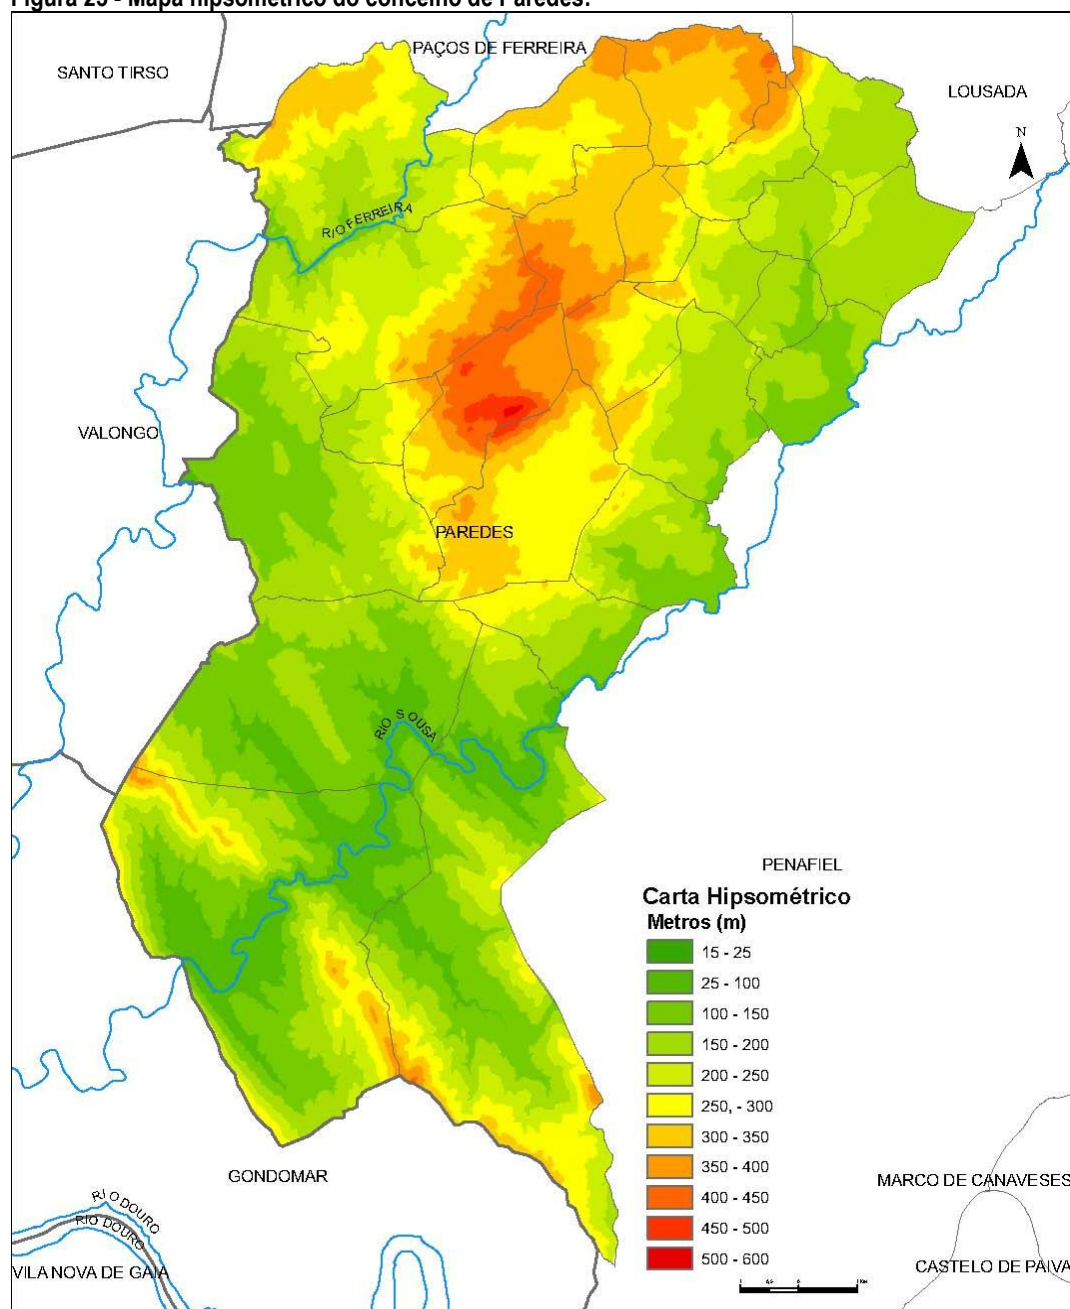 Figura 25 - Mapa hipsométrico do concelho de Paredes.
PAÇOS DE FERREIRA
SANTO TIRSO
LOUSADA
N
RIO FERREIRA
VALONGO
PAREDES
RIO SOUSA
PENAFIEL
Carta Hipsométrico
Metros (m)
15 - 25
25 - 100
100 - 150
150 - 200
200 - 250
250, - 300
300 - 350
350 - 400
400 - 450
450 - 500
500 - 600
GONDOMAR
MARCO DE CANAVESES
RIO DOURO
RIO DOURO
VILA NOVA DE GAIA
CASTELO DE PAIVA